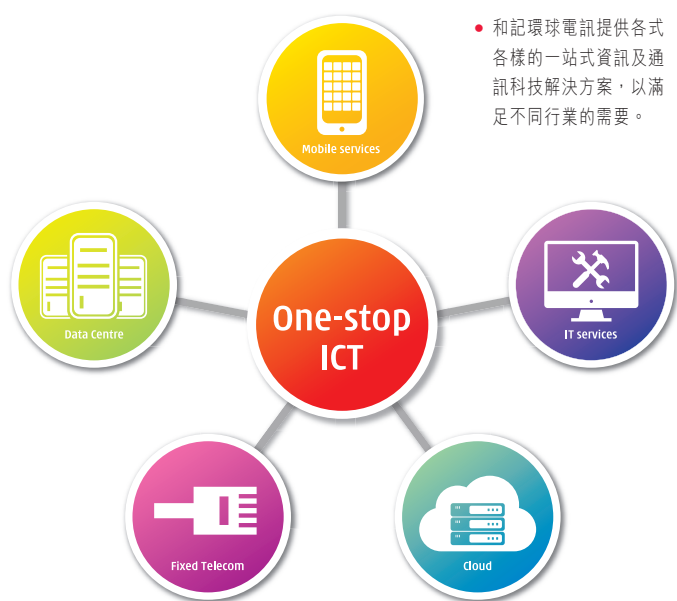 • 和記環球電訊提供各式
各樣的一站式資訊及通
訊科技解決方案，以滿
足不同行業的需要。
Mobile services
One-stop
ICT
Data Centre
IT services
Fixed Telecom
Cloud